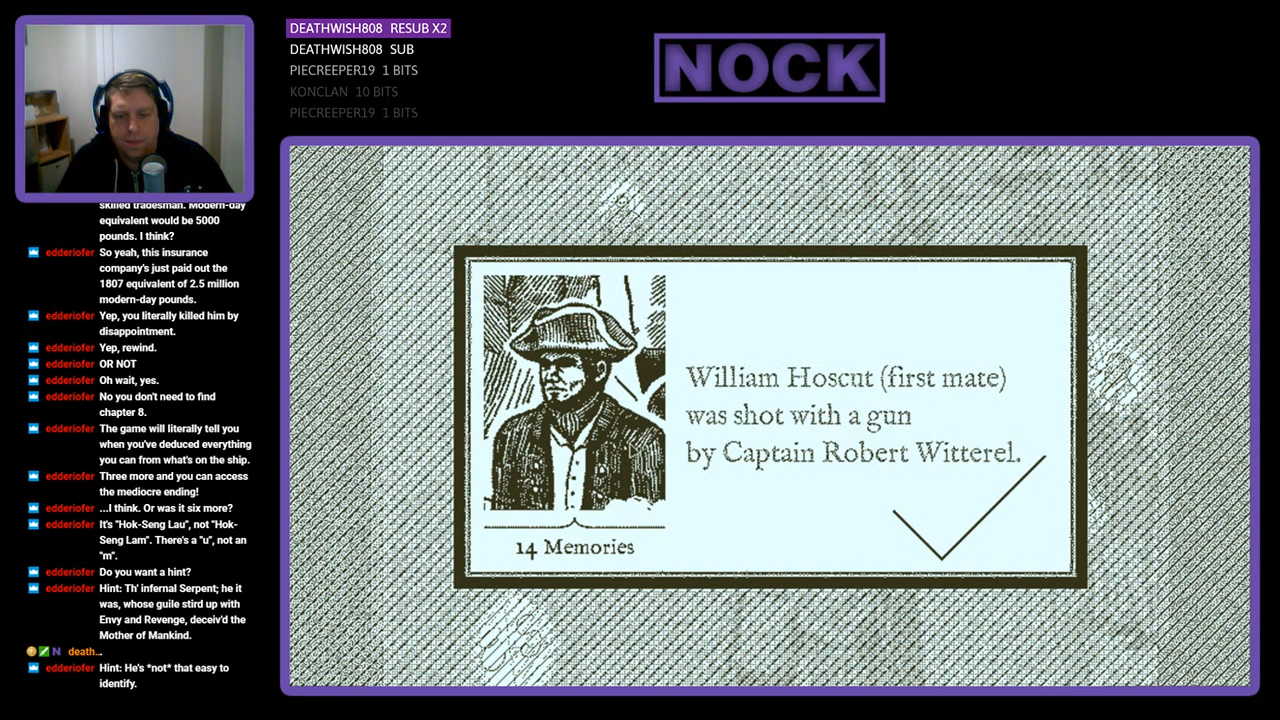 DEATHWISH808 RESUB X2
DEATHWISH808 SUB
PIECREEPER19 1 BITS
KONCLAN 10 BITS
PIECREEPER19 1 BITS
NOCK
skilled tradesman. Modern-day
equivalent would be 5000
pounds. I think?
edderiofer So yeah, this insurance
company's just paid out the
1807 equivalent of 2.5 million
modern-day pounds.
edderiofer Yep, you literally killed him by
disappointment.
edderiofer Yep, rewind.
edderiofer OR NOT
edderiofer Oh wait, yes.
edderiofer No you don't need to find
chapter 8.
edderiofer The game will literally tell you
when you've deduced everything
you can from what's on the ship.
edderiofer Three more and you can access
the mediocre ending!
edderiofer ...I think. Or was it six more?
edderiofer It's "Hok-Seng Lau", not "Hok-
Seng Lam". There's a "u", not an
"m".
edderiofer Do you want a hint?
edderiofer Hint: Th' infernal Serpent; he it
was, whose guile stird up with
Envy and Revenge, deceiv'd the
Mother of Mankind.
N death... .
edderiofer Hint: He's *not* that easy to
identify.
William Hoscut (first mate)
was shot with a gun
by Captain Robert Witterel.
14 Memories